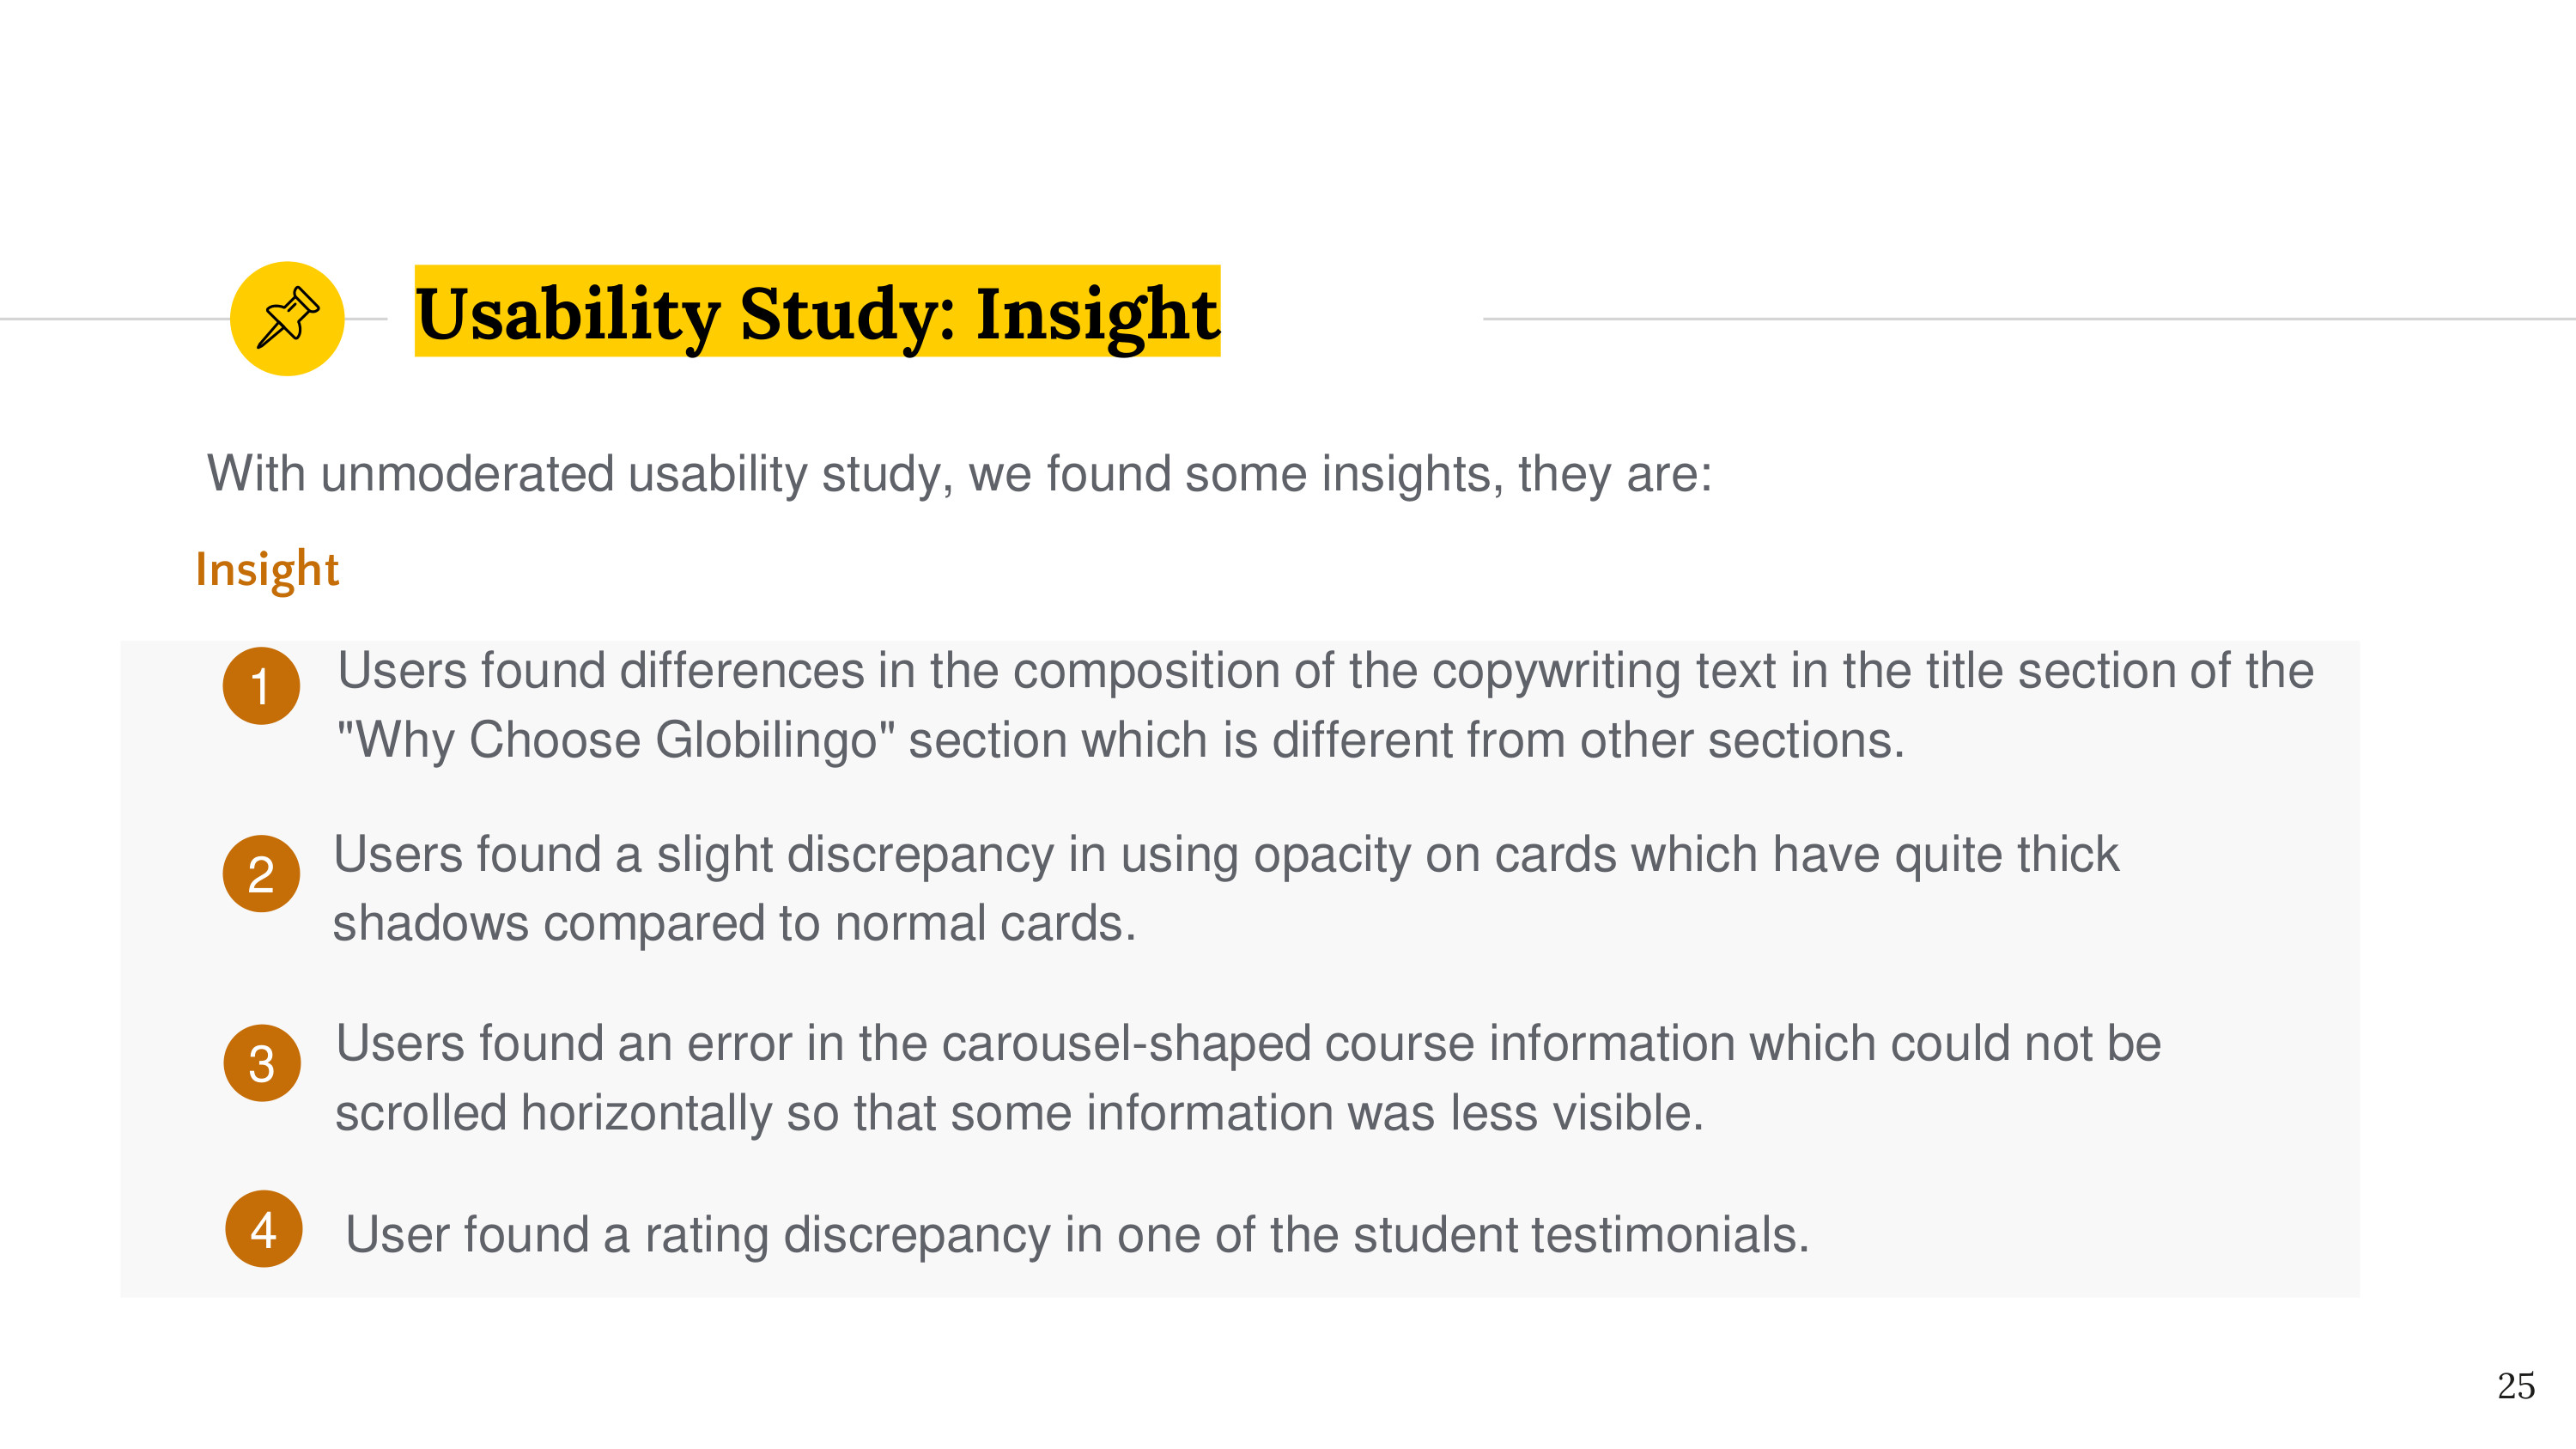 Usability Study: Insight
With unmoderated usability study, we found some insights, they are:
Insight
1 Users found differences in the composition of the copywriting text in the title section of the
"Why Choose Globilingo" section which is different from other sections.
2 Users found a slight discrepancy in using opacity on cards which have quite thick
shadows compared to normal cards.
3 Users found an error in the carousel-shaped course information which could not be
scrolled horizontally so that some information was less visible.
4 User found a rating discrepancy in one of the student testimonials.
25